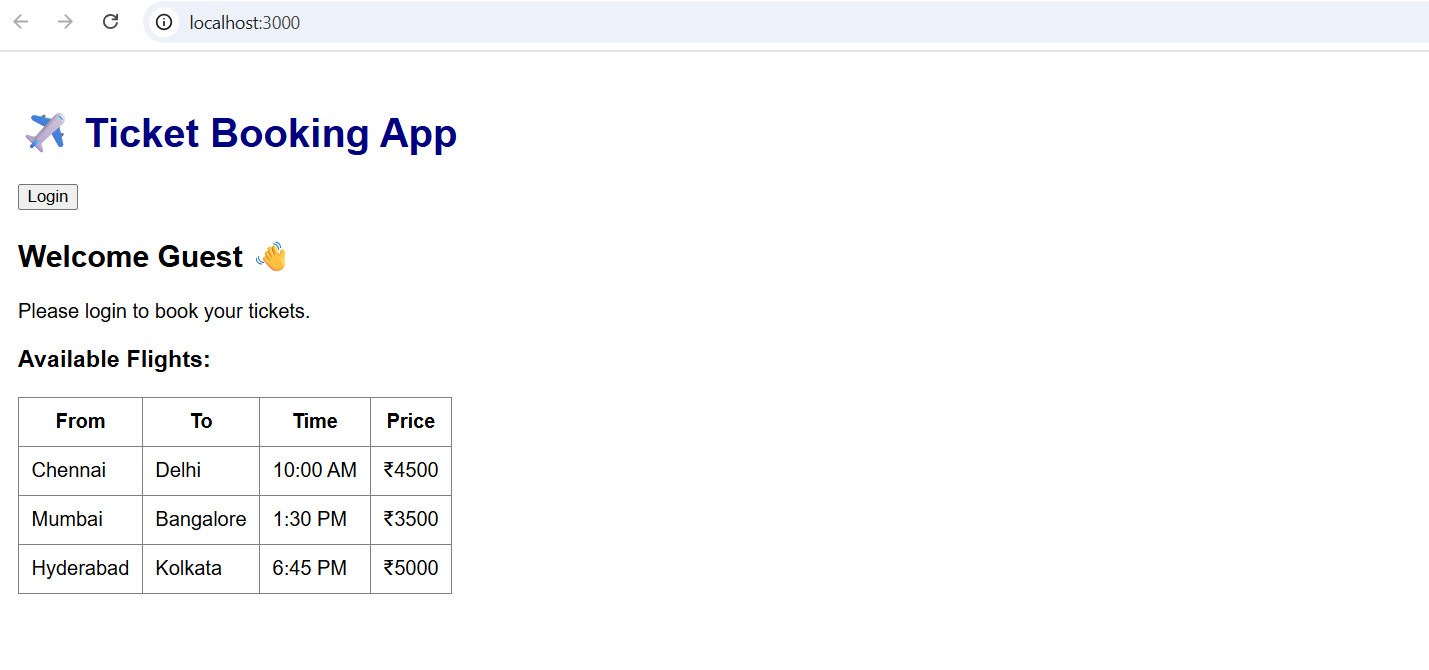 localhost:3000
✈️ Ticket Booking App
Login
Welcome Guest 👋
Please login to book your tickets.
Available Flights:
From To Time Price
Chennai Delhi 10:00 AM ₹4500
Mumbai Bangalore 1:30 PM ₹3500
Hyderabad Kolkata 6:45 PM ₹5000